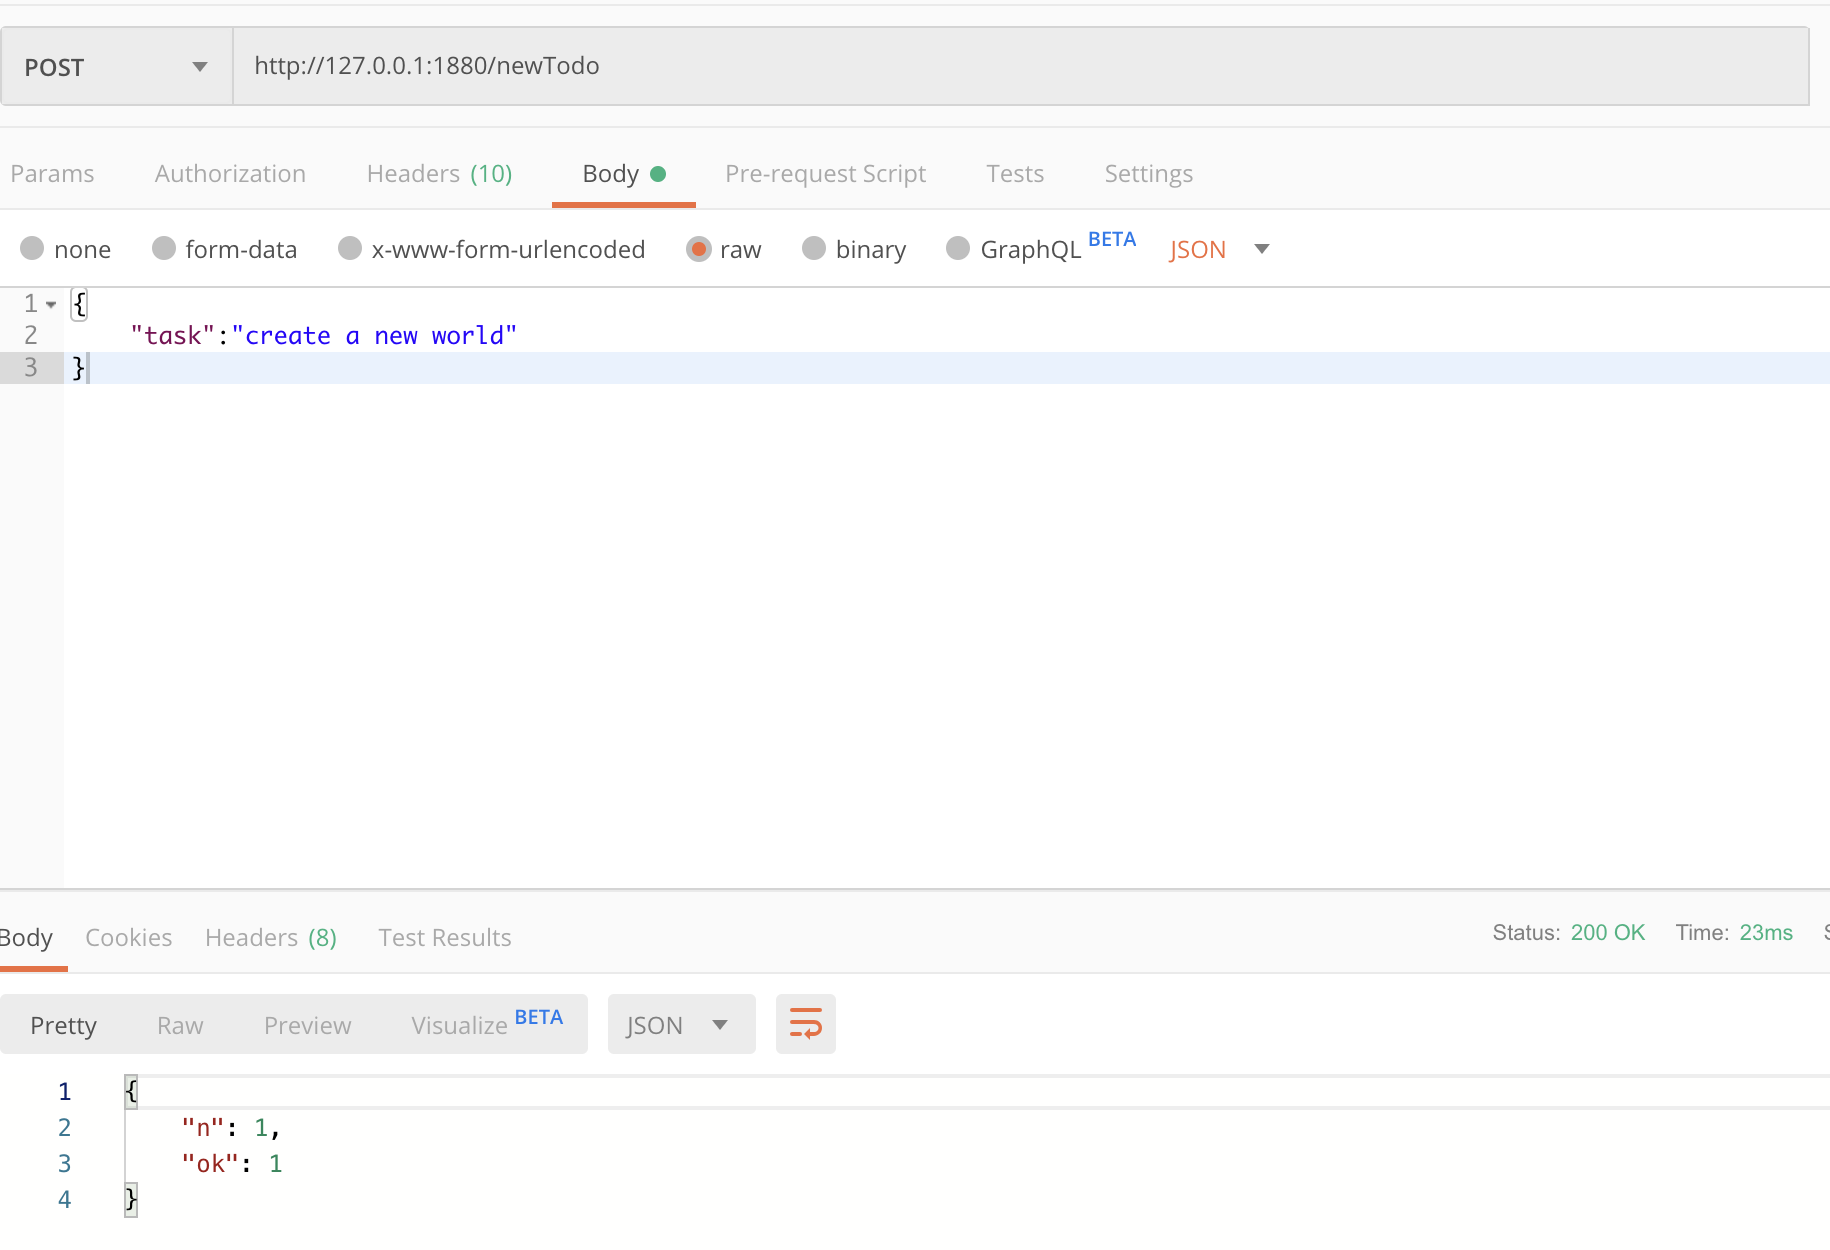 POST http://127.0.0.1:1880/newTodo
Params Authorization Headers (10) Body Pre-request Script Tests Settings
none form-data x-www-form-urlencoded raw binary GraphQL BETA JSON
1 {
2 "task":"create a new world"
3 }
Body Cookies Headers (8) Test Results Status: 200 OK Time: 23ms
Pretty Raw Preview Visualize BETA JSON
1 {
2 "n": 1,
3 "ok": 1
4 }